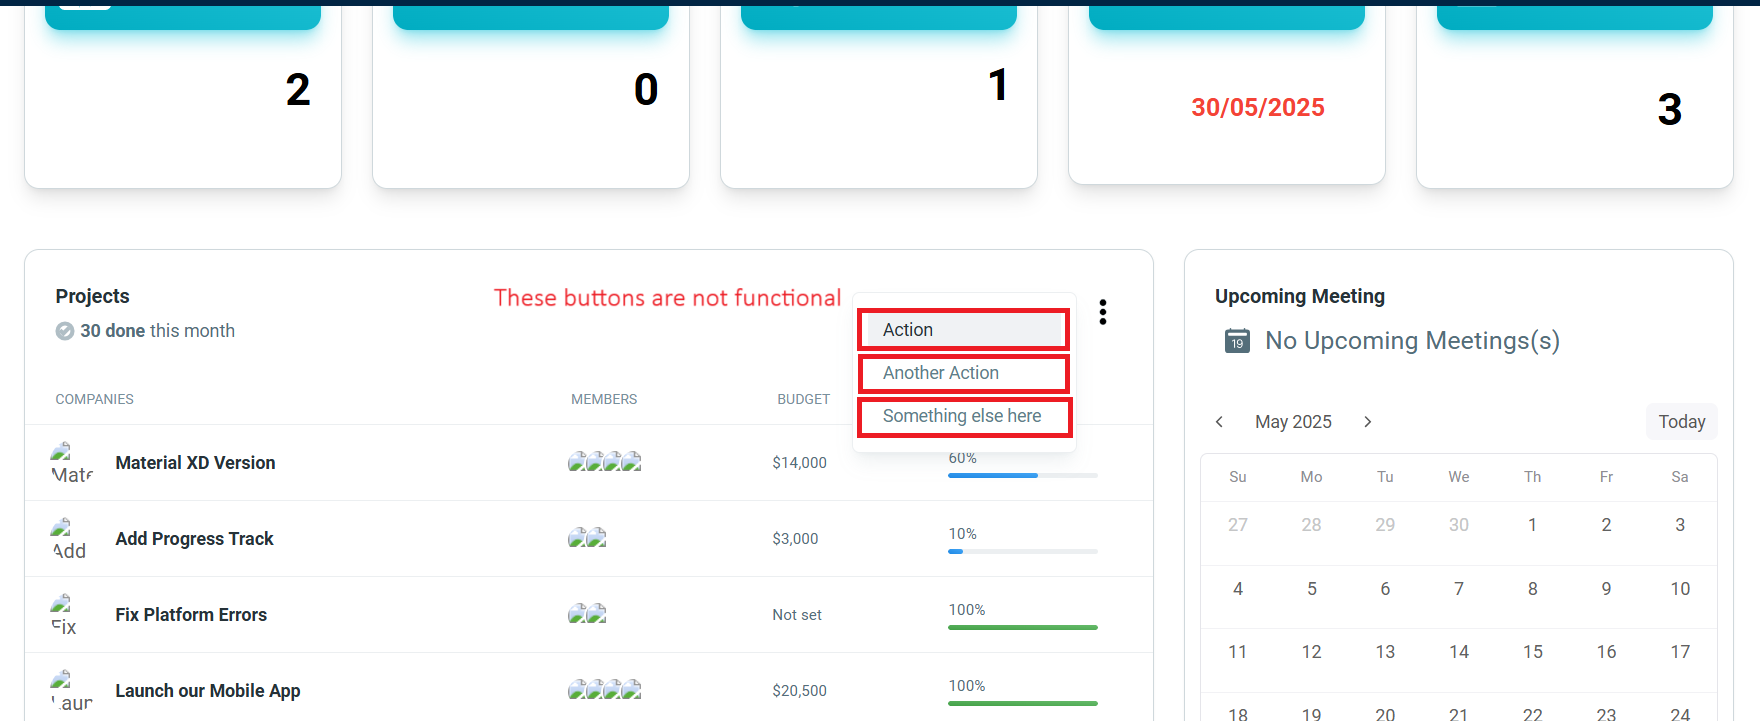 2
0
1
30/05/2025
3
Projects
30 done this month
These buttons are not functional
Action
Another Action
Something else here
COMPANIES MEMBERS BUDGET
Material XD Version $14,000 60%
Add
Add Progress Track $3,000 10%
Fix Platform Errors Not set 100%
Launch our Mobile App $20,500 100%
Upcoming Meeting
19
No Upcoming Meetings(s)
May 2025
Today
Su Mo Tu We Th Fr Sa
27 28 29 30 1 2 3
4 5 6 7 8 9 10
11 12 13 14 15 16 17
18 19 20 21 22 23 24